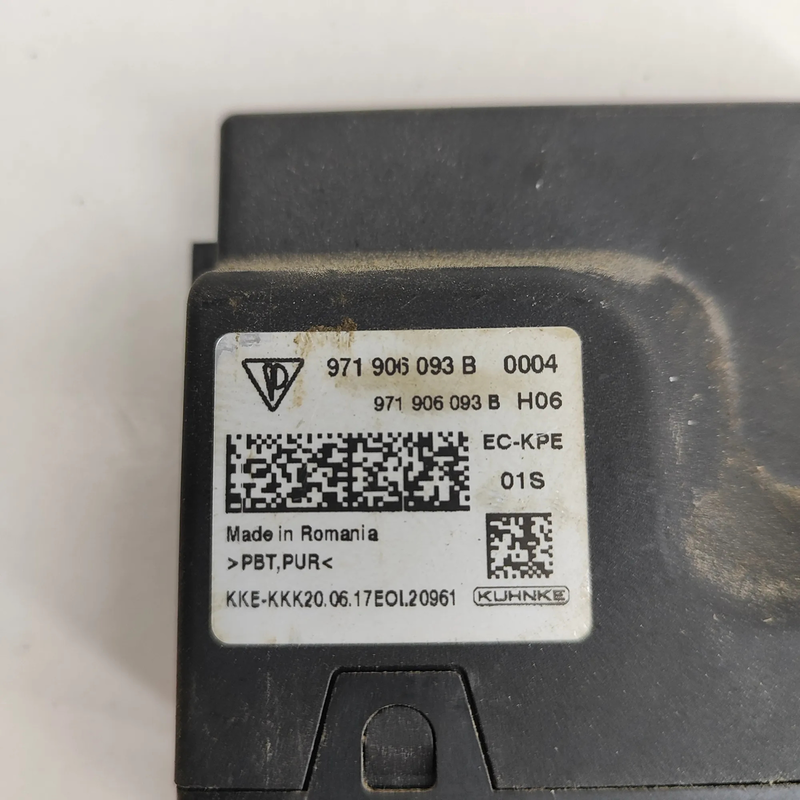 971 906 093 B 0004
971 906 093 B H06
EC-KPE
01S
Made in Romania
>PBT,PUR<
KKE-KKK20.06.17EOL20961 KUHNKE